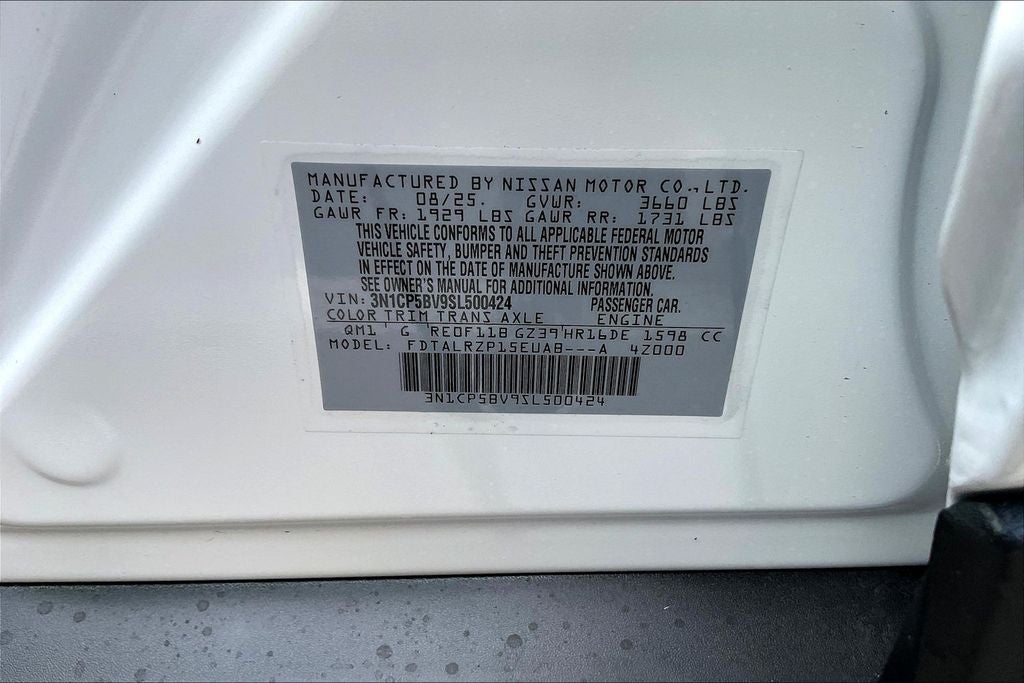 MANUFACTURED BY NISSAN MOTOR CO., LTD.
DATE: 08/25. GVWR: 3660 LBS
GAWR FR: 1929 LBS GAWR RR: 1731 LBS
THIS VEHICLE CONFORMS TO ALL APPLICABLE FEDERAL MOTOR
VEHICLE SAFETY, BUMPER AND THEFT PREVENTION STANDARDS
IN EFFECT ON THE DATE OF MANUFACTURE SHOWN ABOVE.
SEE OWNER'S MANUAL FOR ADDITIONAL INFORMATION.
VIN: 3N1CP5BV9SL500424 PASSENGER CAR.
COLOR TRIM TRANS AXLE ENGINE
QM1 G RE0F11B GZ39 HR16DE 1598 CC
MODEL: FDTALRZP15EUAB---A 4Z000
3N1CP5BV9SL500424